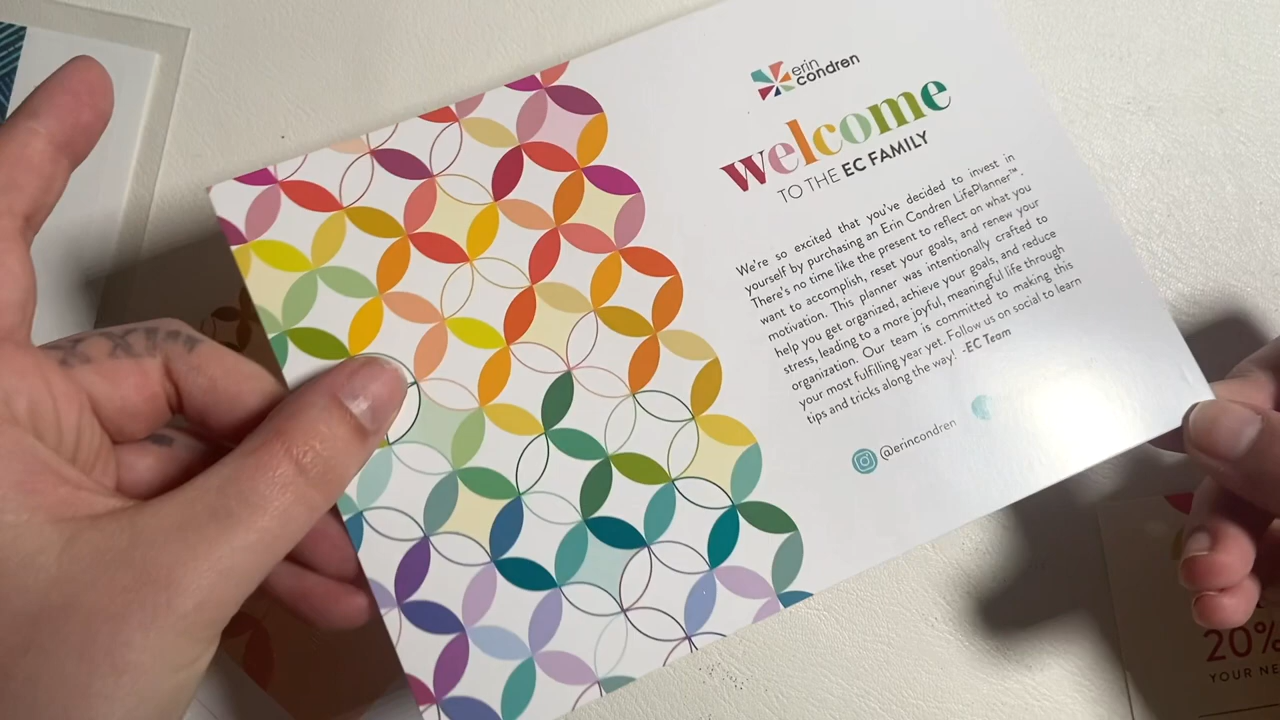 erin
condren
welcome
TO THE EC FAMILY
We're so excited that you've decided to invest in
yourself by purchasing an Erin Condren LifePlanner™.
There's no time like the present to reflect on what you
want to accomplish, reset your goals, and renew your
motivation. This planner was intentionally crafted to
help you get organized, achieve your goals, and reduce
stress, leading to a more joyful, meaningful life through
organization. Our team is committed to making this
your most fulfilling year yet. Follow us on social to learn
tips and tricks along the way! -EC Team
@erincondren
20%
YOUR NE